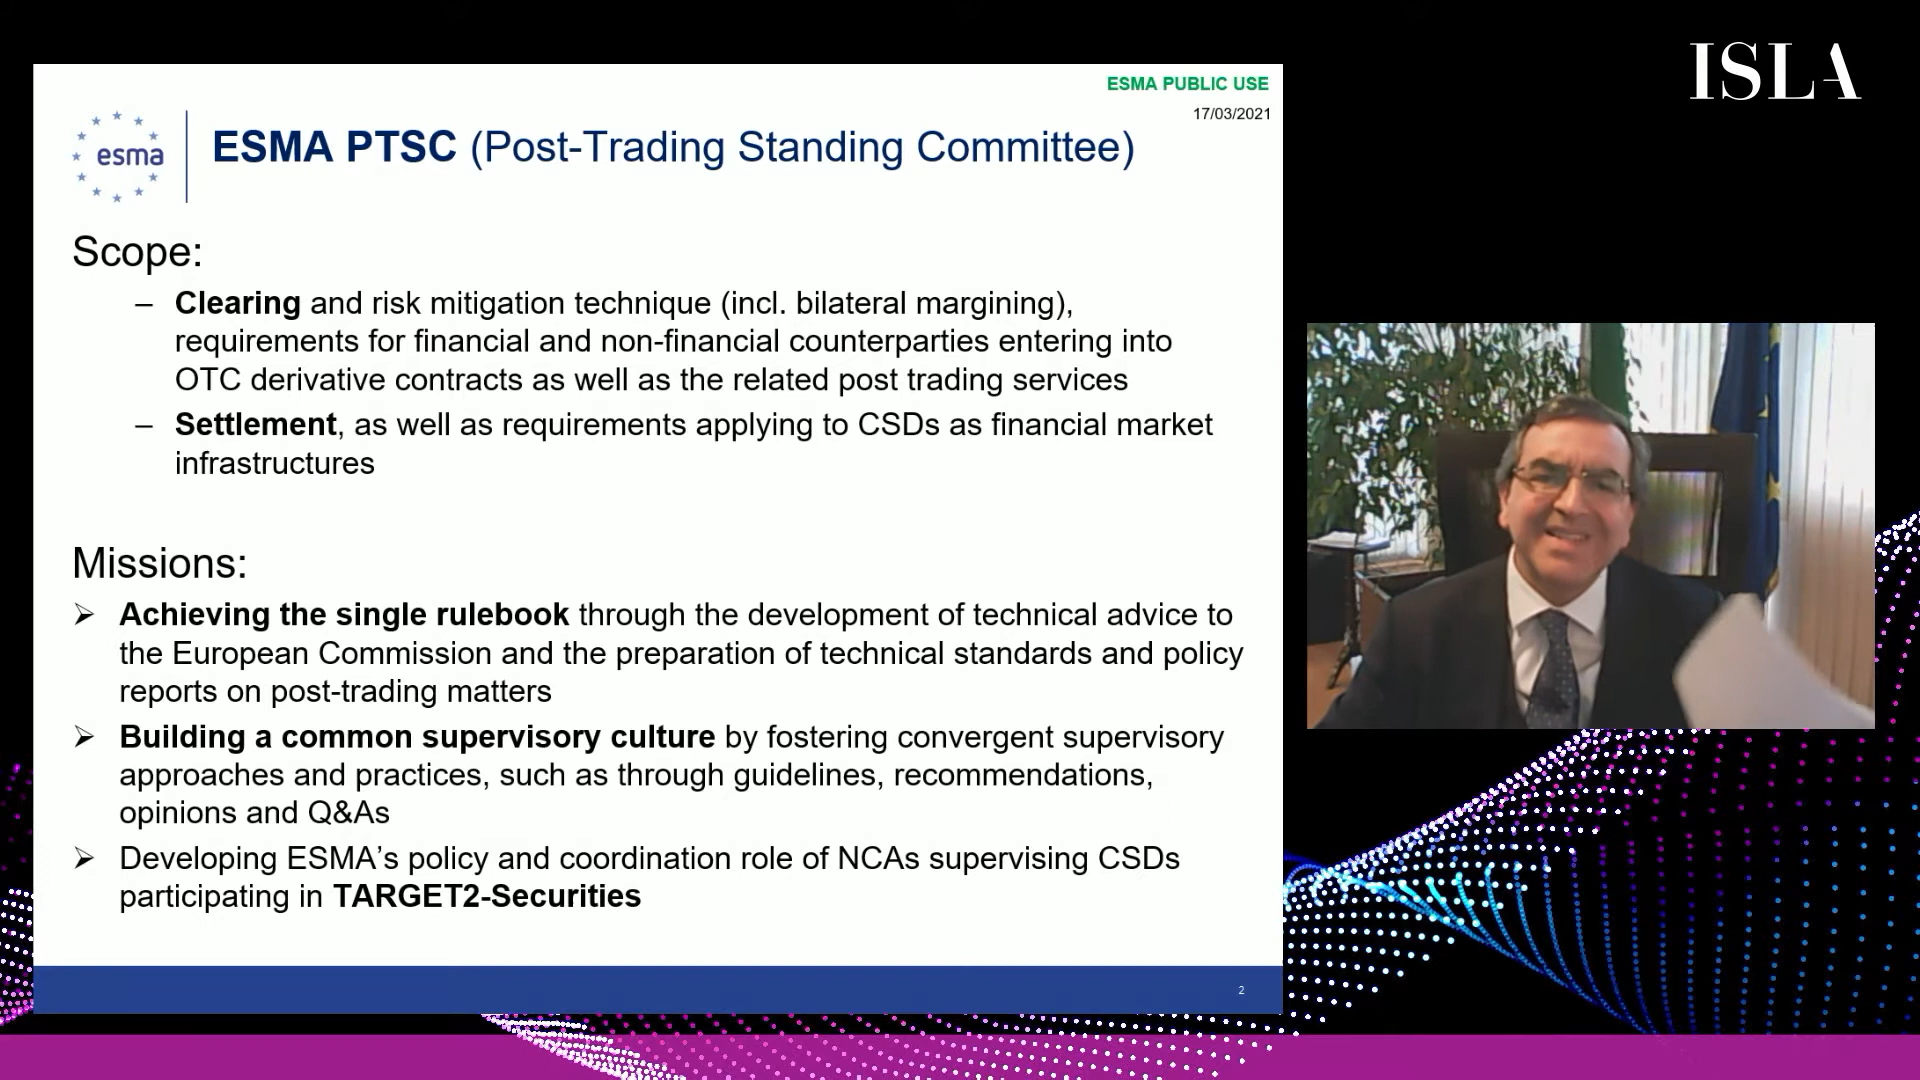 ISLA
ESMA PUBLIC USE
17/03/2021
esma
ESMA PTSC (Post-Trading Standing Committee)
Scope:
– Clearing and risk mitigation technique (incl. bilateral margining),
requirements for financial and non-financial counterparties entering into
OTC derivative contracts as well as the related post trading services
– Settlement, as well as requirements applying to CSDs as financial market
infrastructures
Missions:
➢ Achieving the single rulebook through the development of technical advice to
the European Commission and the preparation of technical standards and policy
reports on post-trading matters
➢ Building a common supervisory culture by fostering convergent supervisory
approaches and practices, such as through guidelines, recommendations,
opinions and Q&As
➢ Developing ESMA’s policy and coordination role of NCAs supervising CSDs
participating in TARGET2-Securities
2